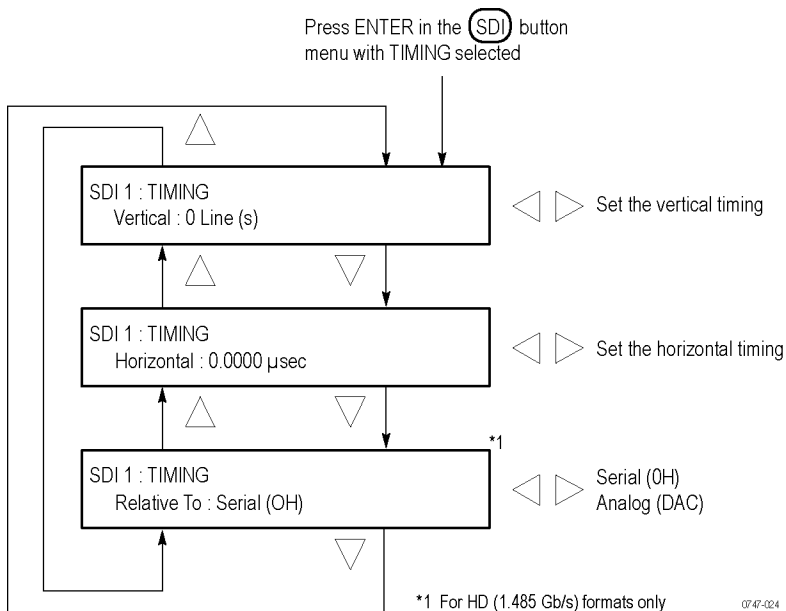 Press ENTER in the SDI button
menu with TIMING selected
SDI 1 : TIMING
Vertical : 0 Line (s)
Set the vertical timing
SDI 1 : TIMING
Horizontal : 0.0000 µsec
Set the horizontal timing
*1
SDI 1 : TIMING
Relative To : Serial (OH)
Serial (0H)
Analog (DAC)
*1 For HD (1.485 Gb/s) formats only
0747-024